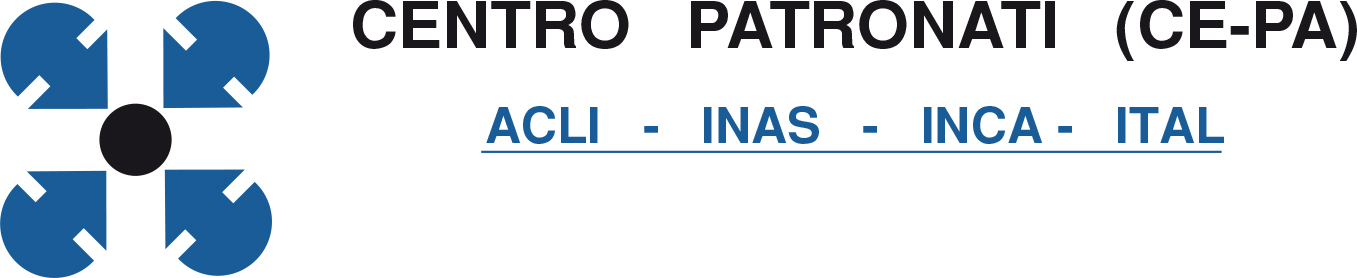 CENTRO PATRONATI (CE-PA)
ACLI - INAS - INCA - ITAL